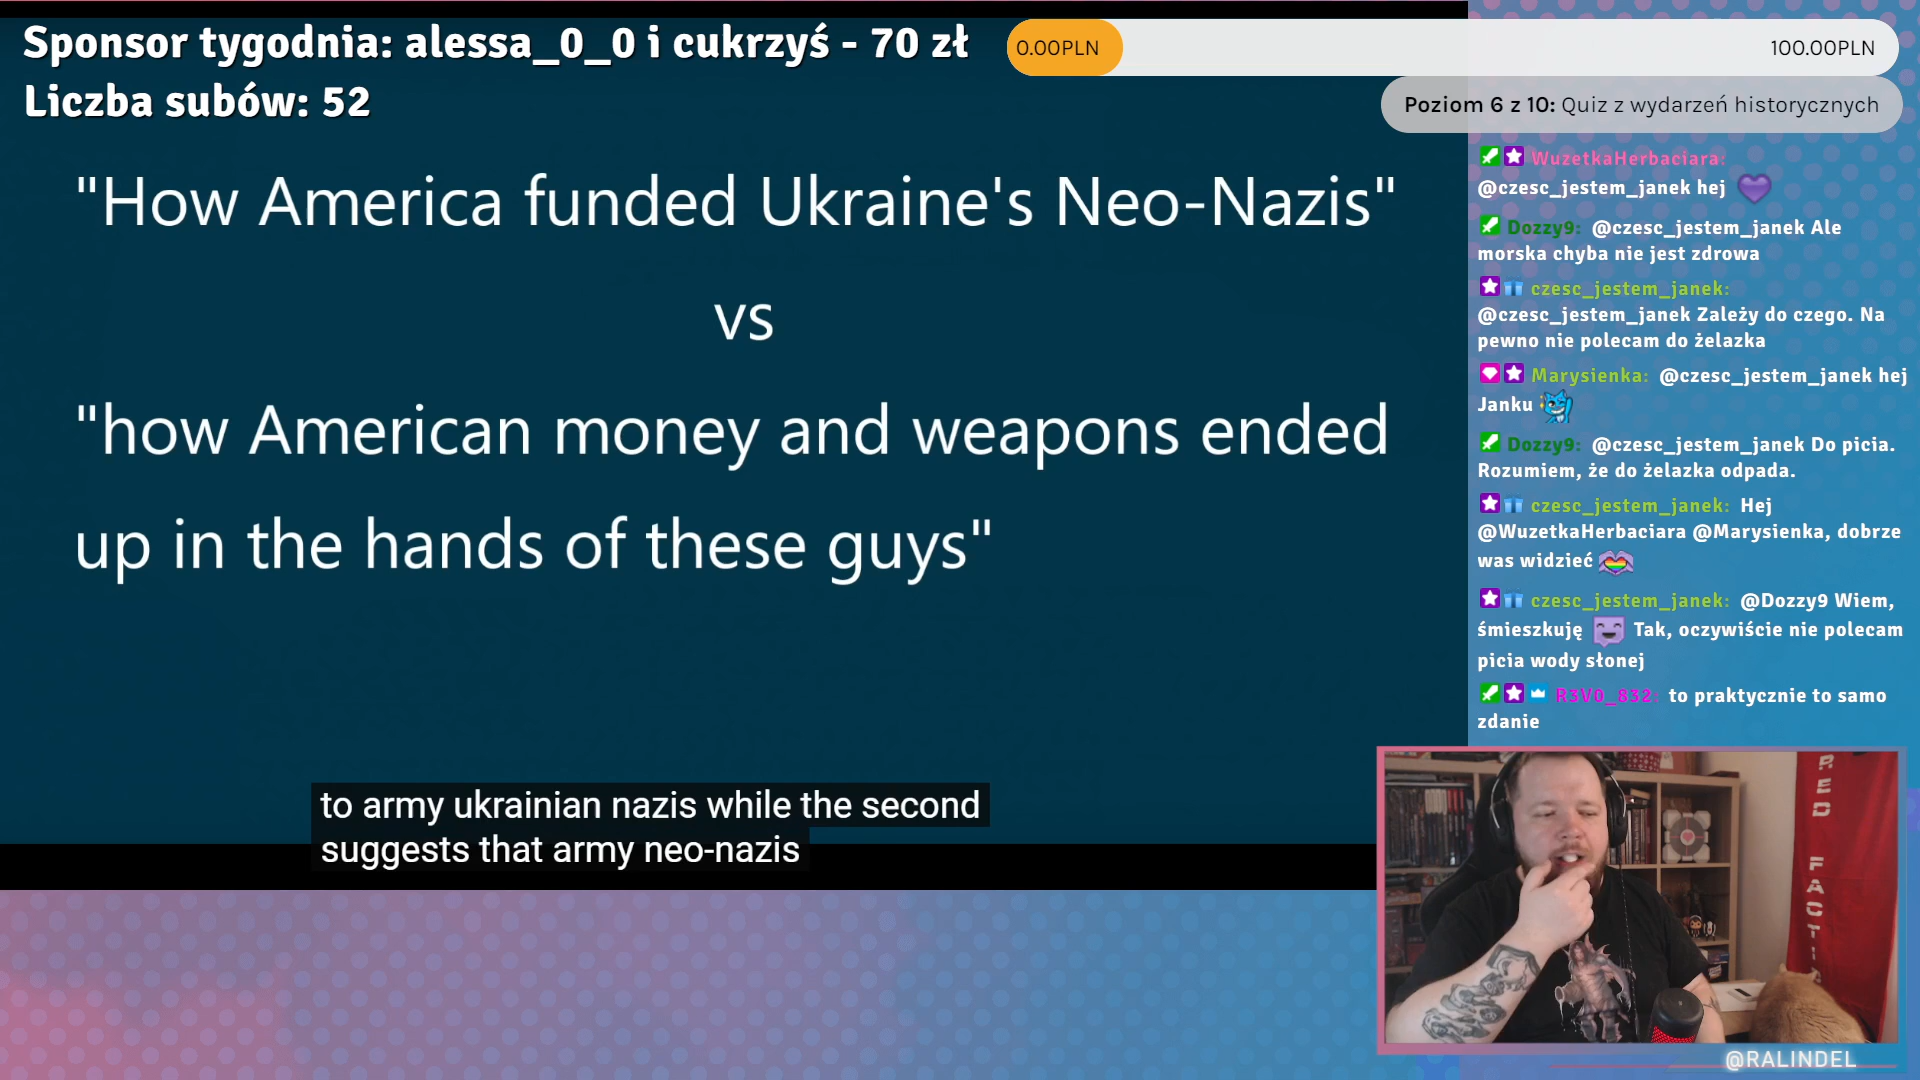 Sponsor tygodnia: alessa_0_0 i cukrzyś - 70 zł
Liczba subów: 52
0.00PLN
100.00PLN
Poziom 6 z 10: Quiz z wydarzeń historycznych
"How America funded Ukraine's Neo-Nazis"
vs
"how American money and weapons ended
up in the hands of these guys"
to army ukrainian nazis while the second
suggests that army neo-nazis
WuzetkaHerbaciara:
@czesc_jestem_janek hej
Dozzy9: @czesc_jestem_janek Ale
morska chyba nie jest zdrowa
czesc_jestem_janek:
@czesc_jestem_janek Zależy do czego. Na
pewno nie polecam do żelazka
Marysienka: @czesc_jestem_janek hej
Janku
Dozzy9: @czesc_jestem_janek Do picia.
Rozumiem, że do żelazka odpada.
czesc_jestem_janek: Hej
@WuzetkaHerbaciara @Marysienka, dobrze
was widzieć
czesc_jestem_janek: @Dozzy9 Wiem,
śmieszkuję Tak, oczywiście nie polecam
picia wody słonej
R3V0_832: to praktycznie to samo
zdanie
RED
@RALINDEL